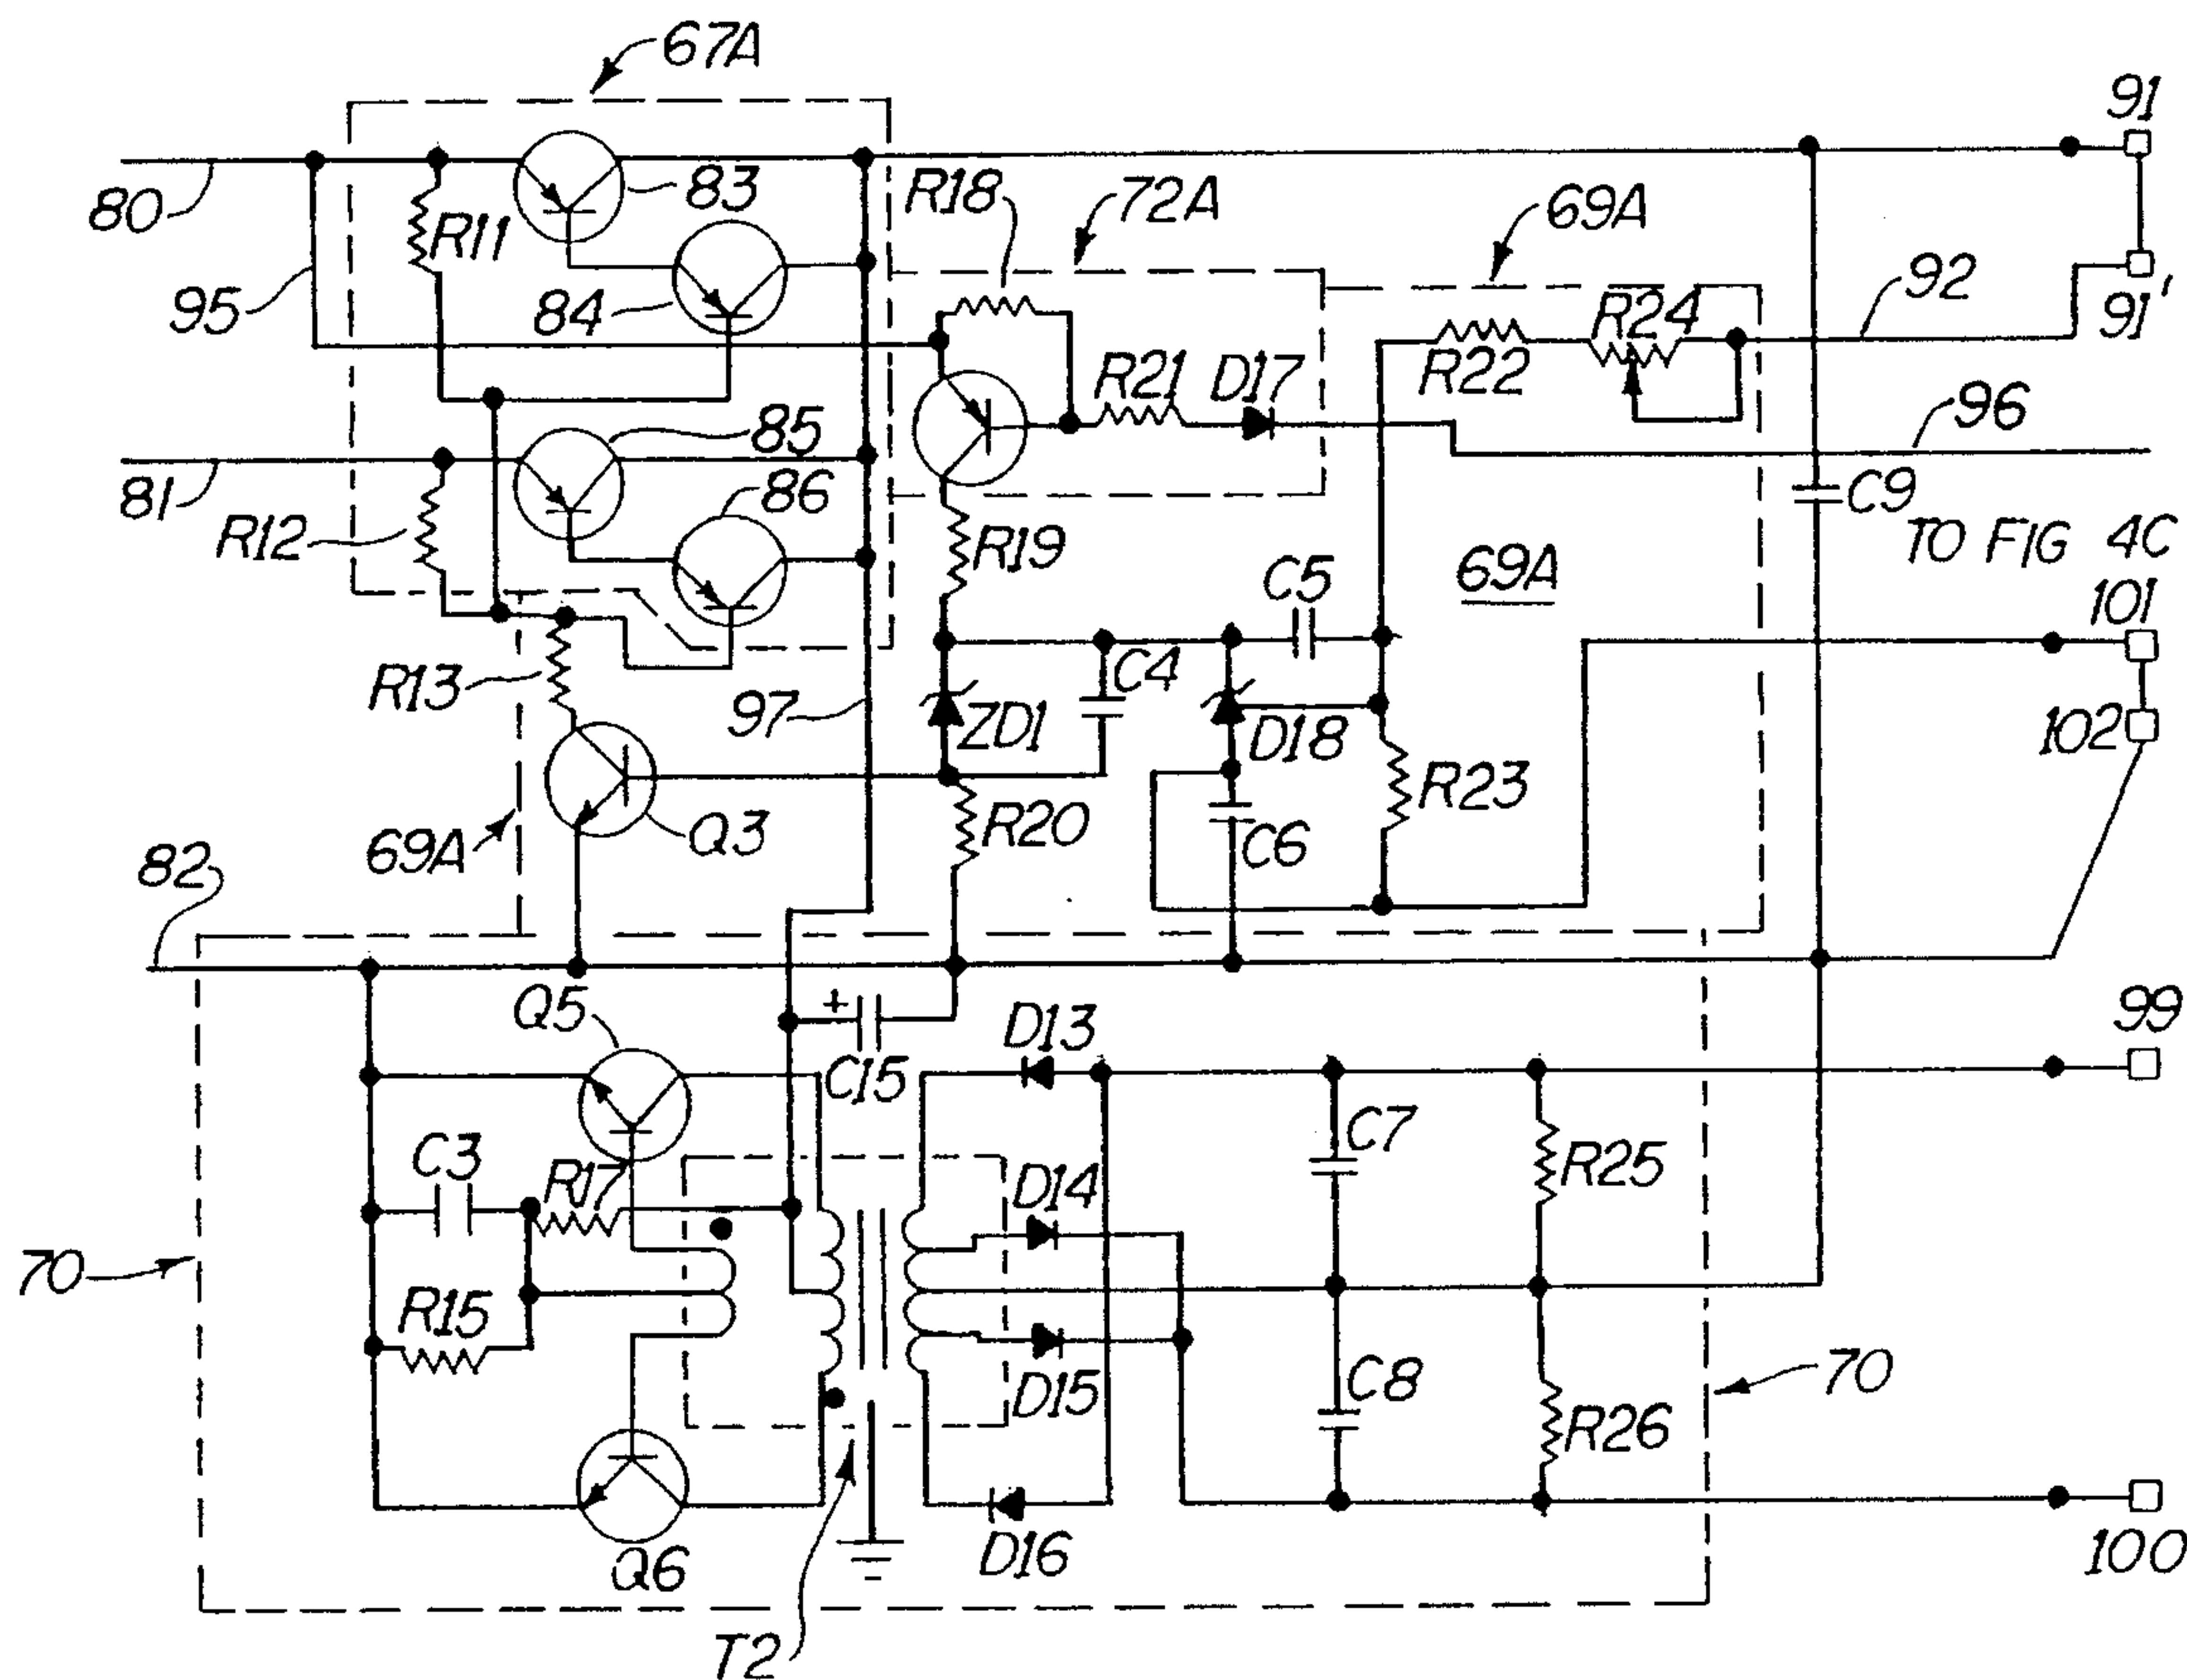 67A
91
80
R11
83
R18
72A
69A
95
84
92
91'
R24
R22
R21
D17
96
85
81
86
R12
C9
R19
TO FIG 4C
C5
69A
101
R13
C4
97
ZD1
D18
102
R23
Q3
R20
69A
C6
82
Q5
D13
99
+
C15
C3
R17
D14
C7
R25
70
R15
D15
C8
70
R26
D16
100
Q6
T2